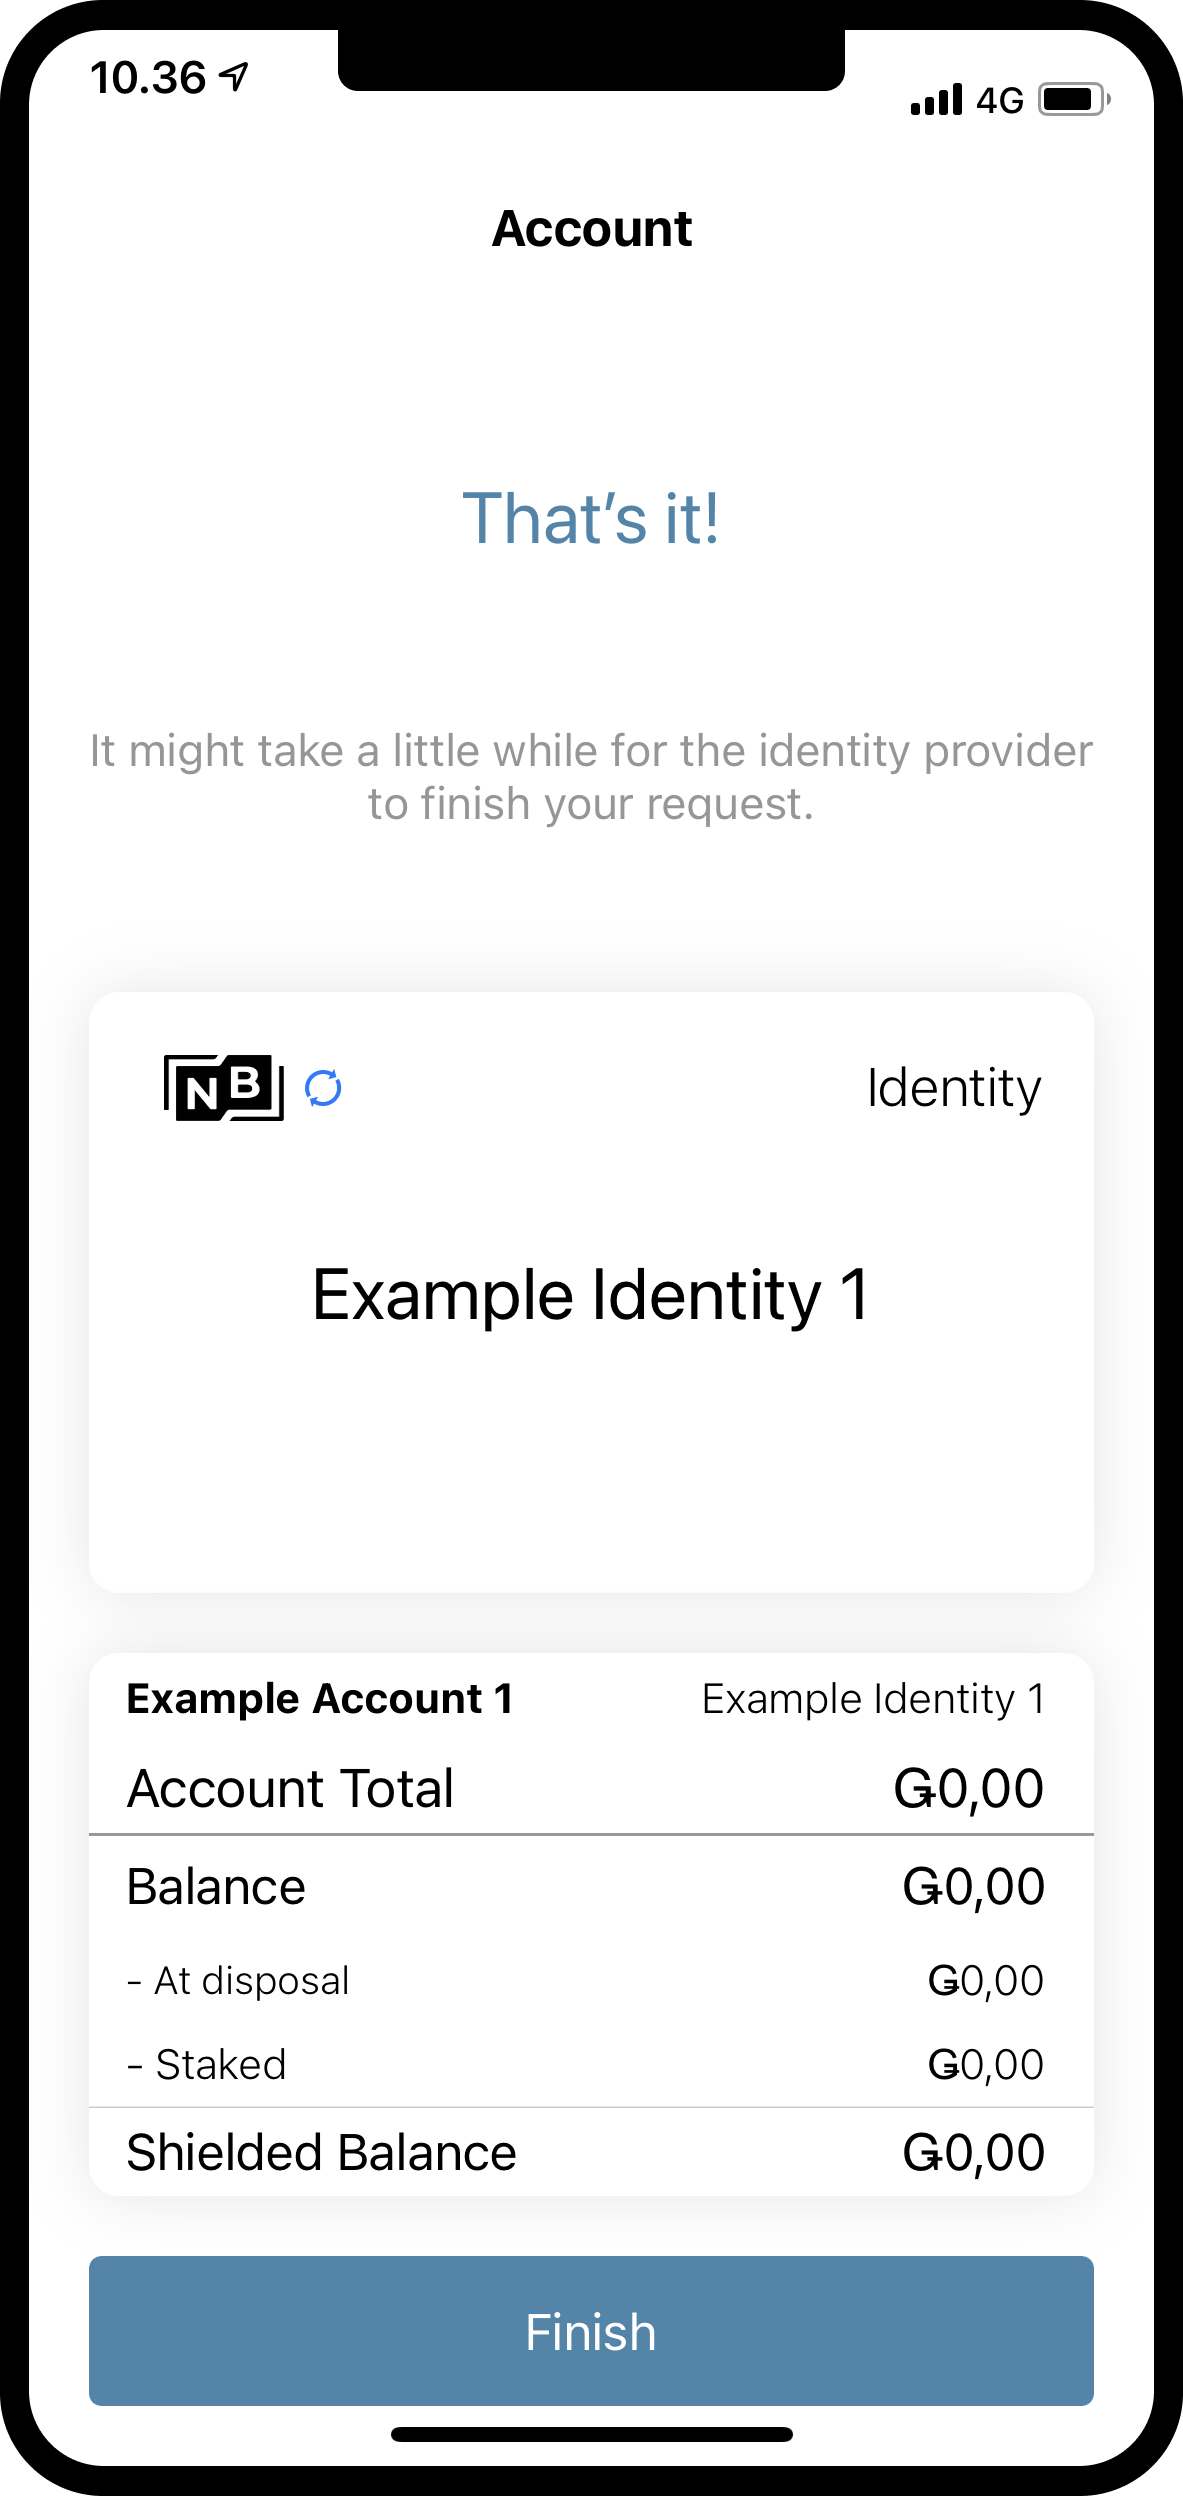 10.36
4G
Account
That’s it!
It might take a little while for the identity provider
to finish your request.
NB
Identity
Example Identity 1
Example Account 1 Example Identity 1
Account Total Ǥ0,00
Balance Ǥ0,00
- At disposal Ǥ0,00
- Staked Ǥ0,00
Shielded Balance Ǥ0,00
Finish